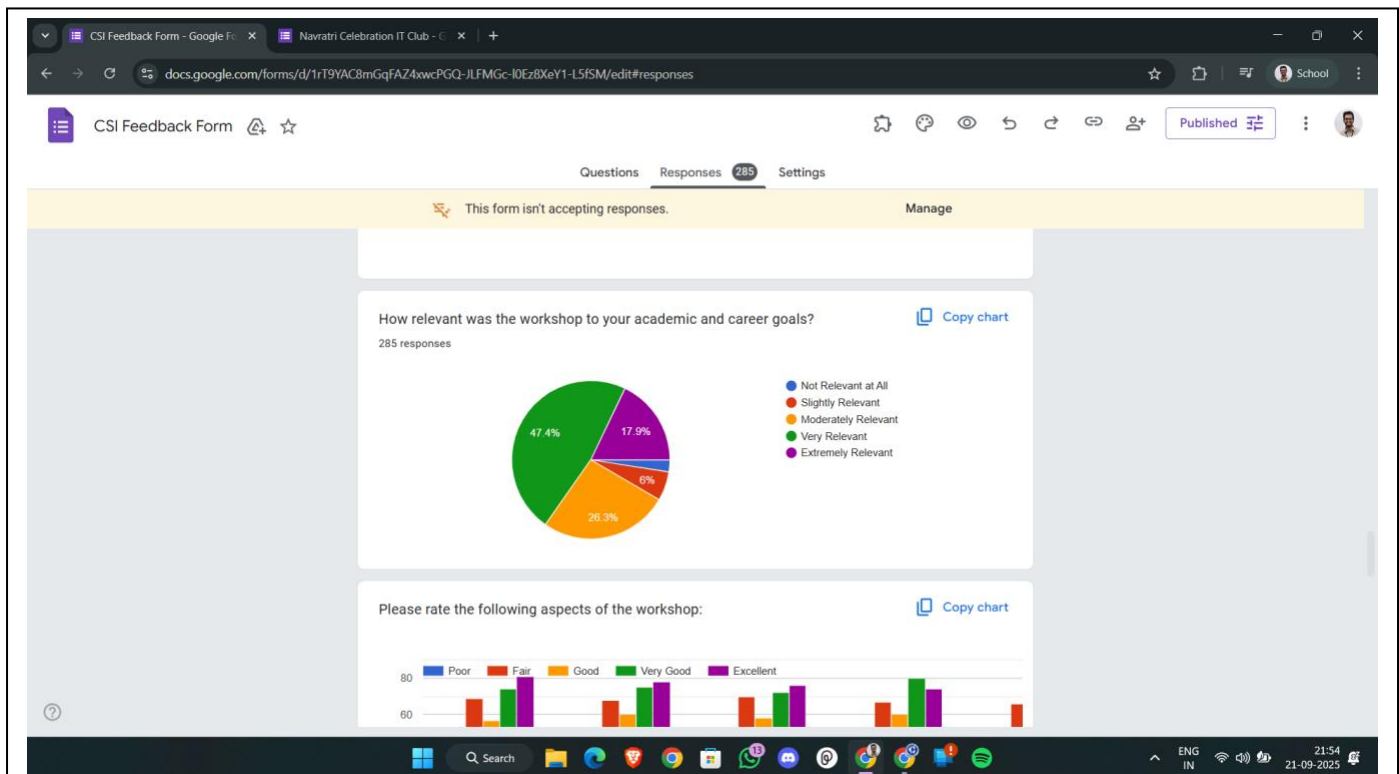 CSI Feedback Form - Google Fo
Navratri Celebration IT Club - G
docs.google.com/forms/d/1rT9YAC8mGqFAZ4xwcPGQ-JLFMGc-l0Ez8XeY1-L5fSM/edit#responses
School
CSI Feedback Form
Published
Questions Responses 285 Settings
This form isn't accepting responses. Manage
How relevant was the workshop to your academic and career goals?
Copy chart
285 responses
Not Relevant at All
Slightly Relevant
Moderately Relevant
Very Relevant
Extremely Relevant
47.4%
17.9%
6%
26.3%
Please rate the following aspects of the workshop:
Copy chart
Poor Fair Good Very Good Excellent
80
60
Search
13
ENG
IN
21:54
21-09-2025